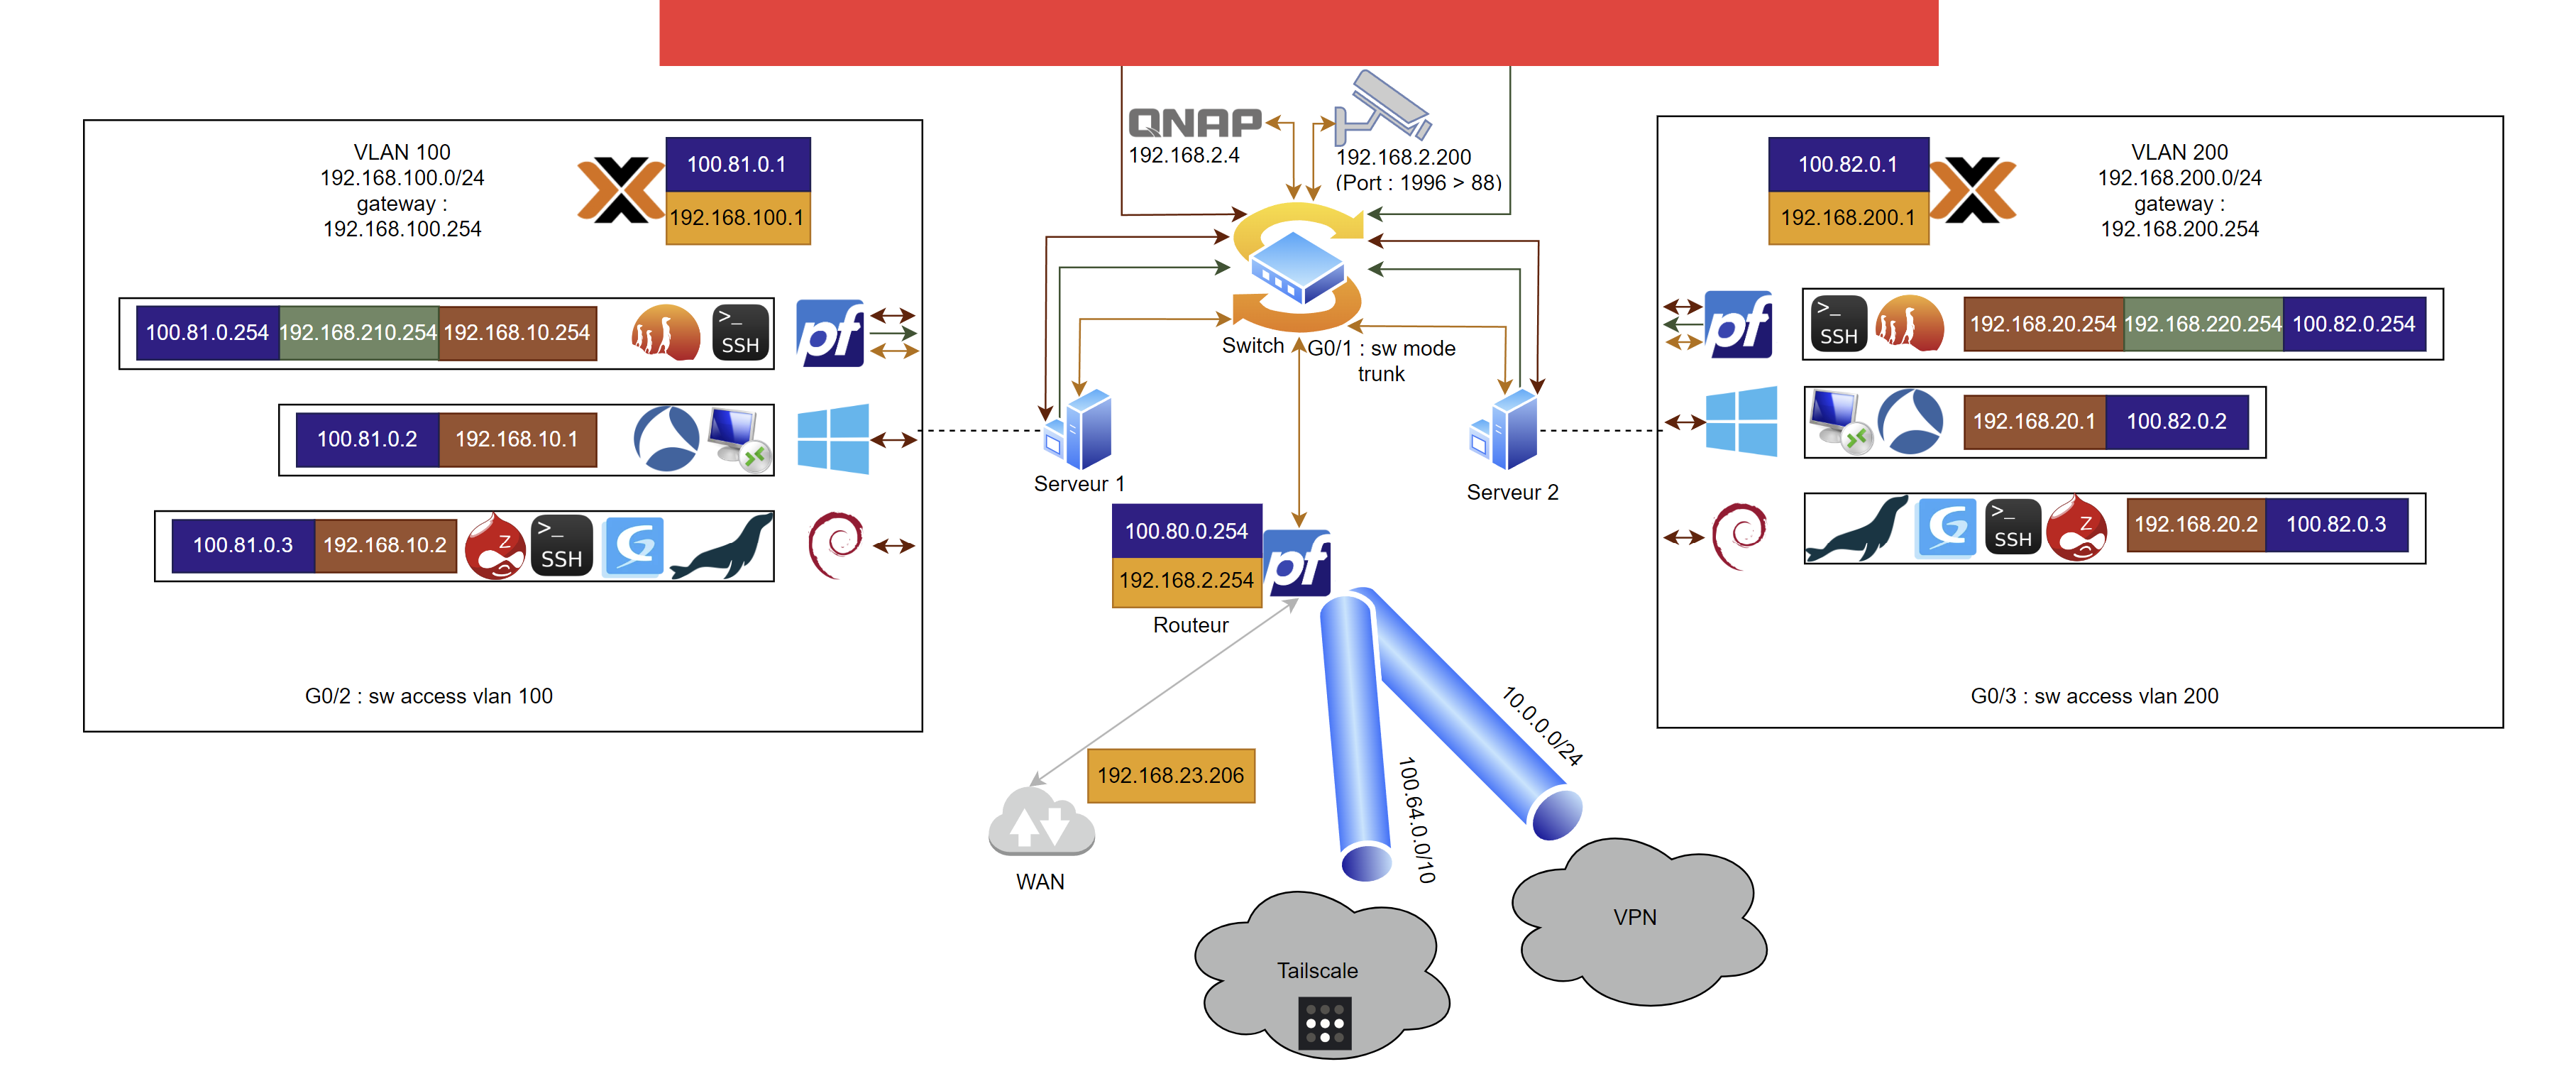 QNAP
192.168.2.4
192.168.2.200
(Port : 1996 > 88)
VLAN 100
192.168.100.0/24
gateway :
192.168.100.254
100.81.0.1
192.168.100.1
100.81.0.254
192.168.210.254
192.168.10.254
>_
SSH
pf
100.81.0.2
192.168.10.1
100.81.0.3
192.168.10.2
Z
>_
SSH
G0/2 : sw access vlan 100
Switch
G0/1 : sw mode
trunk
Serveur 1
Serveur 2
100.80.0.254
192.168.2.254
pf
Routeur
192.168.23.206
WAN
100.64.0.0/10
10.0.0.0/24
Tailscale
VPN
100.82.0.1
192.168.200.1
VLAN 200
192.168.200.0/24
gateway :
192.168.200.254
pf
>_
SSH
192.168.20.254
192.168.220.254
100.82.0.254
192.168.20.1
100.82.0.2
>_
SSH
Z
192.168.20.2
100.82.0.3
G0/3 : sw access vlan 200